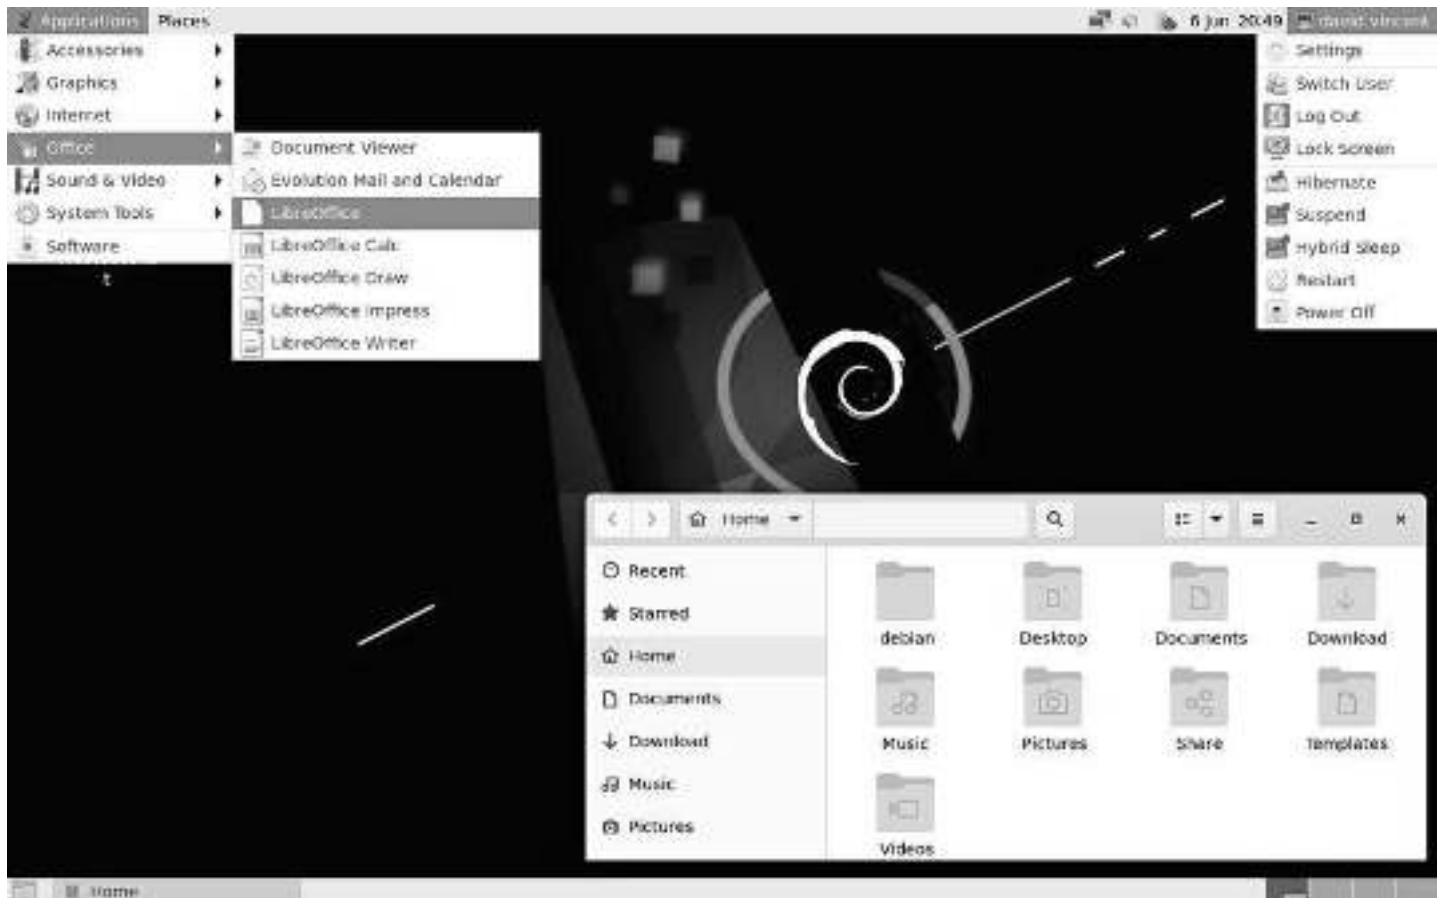 Applications Places 6 Jun 20:49 david vincent
Accessories
Graphics
Internet
Office
Sound & Video
System Tools
Software
Document Viewer
Evolution Mail and Calendar
LibreOffice
LibreOffice Calc
LibreOffice Draw
LibreOffice Impress
LibreOffice Writer
Settings
Switch User
Log Out
Lock Screen
Hibernate
Suspend
Hybrid Sleep
Restart
Power Off
Home
Recent
Starred
Home
Documents
Download
Music
Pictures
debian Desktop Documents Download
Music Pictures Share Templates
Videos
Home